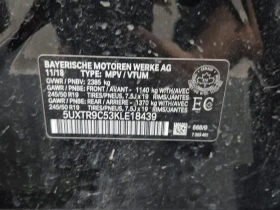 BAYERISCHE MOTOREN WERKE AG
11/18 TYPE: MPV / VTUM
GVWR / PNBV: 2385 kg
GAWR / PNBE: FRONT / AVANT - 1140 kg WITH/AVEC
245/50 R19 TIRES/PNEUS, 7.5J x 19 RIMS/JANTES
GAWR / PNBE: REAR / ARRIERE - 1370 kg WITH/AVEC
245/50 R19 TIRES/PNEUS, 7.5J x 19 RIMS/JANTES
EC
5UXTR9C53KLE18439
668/9